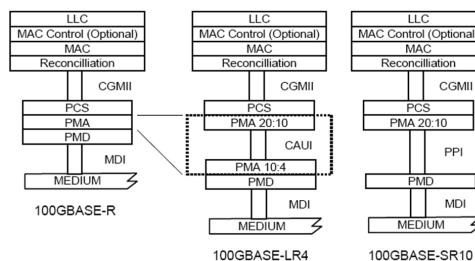 LLC
MAC Control (Optional)
MAC
Reconcilliation
CGMII
PCS
PMA
PMD
MDI
MEDIUM
100GBASE-R
LLC
MAC Control (Optional)
MAC
Reconcilliation
CGMII
PCS
PMA 20:10
CAUI
PMA 10:4
PMD
MDI
MEDIUM
100GBASE-LR4
LLC
MAC Control (Optional)
MAC
Reconcilliation
CGMII
PCS
PMA 20:10
PPI
PMD
MDI
MEDIUM
100GBASE-SR10